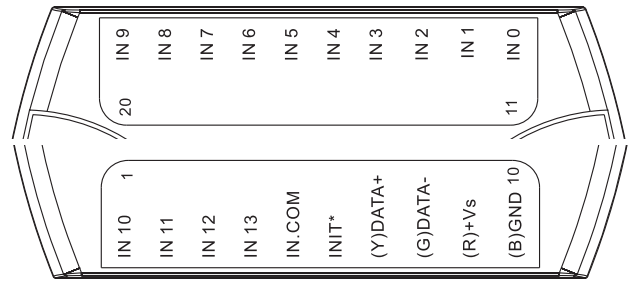 IN 9
IN 8
IN 7
IN 6
IN 5
IN 4
IN 3
IN 2
IN 1
IN 0
20
11
1
10
IN 10
IN 11
IN 12
IN 13
IN.COM
INIT*
(Y)DATA+
(G)DATA-
(R)+Vs
(B)GND